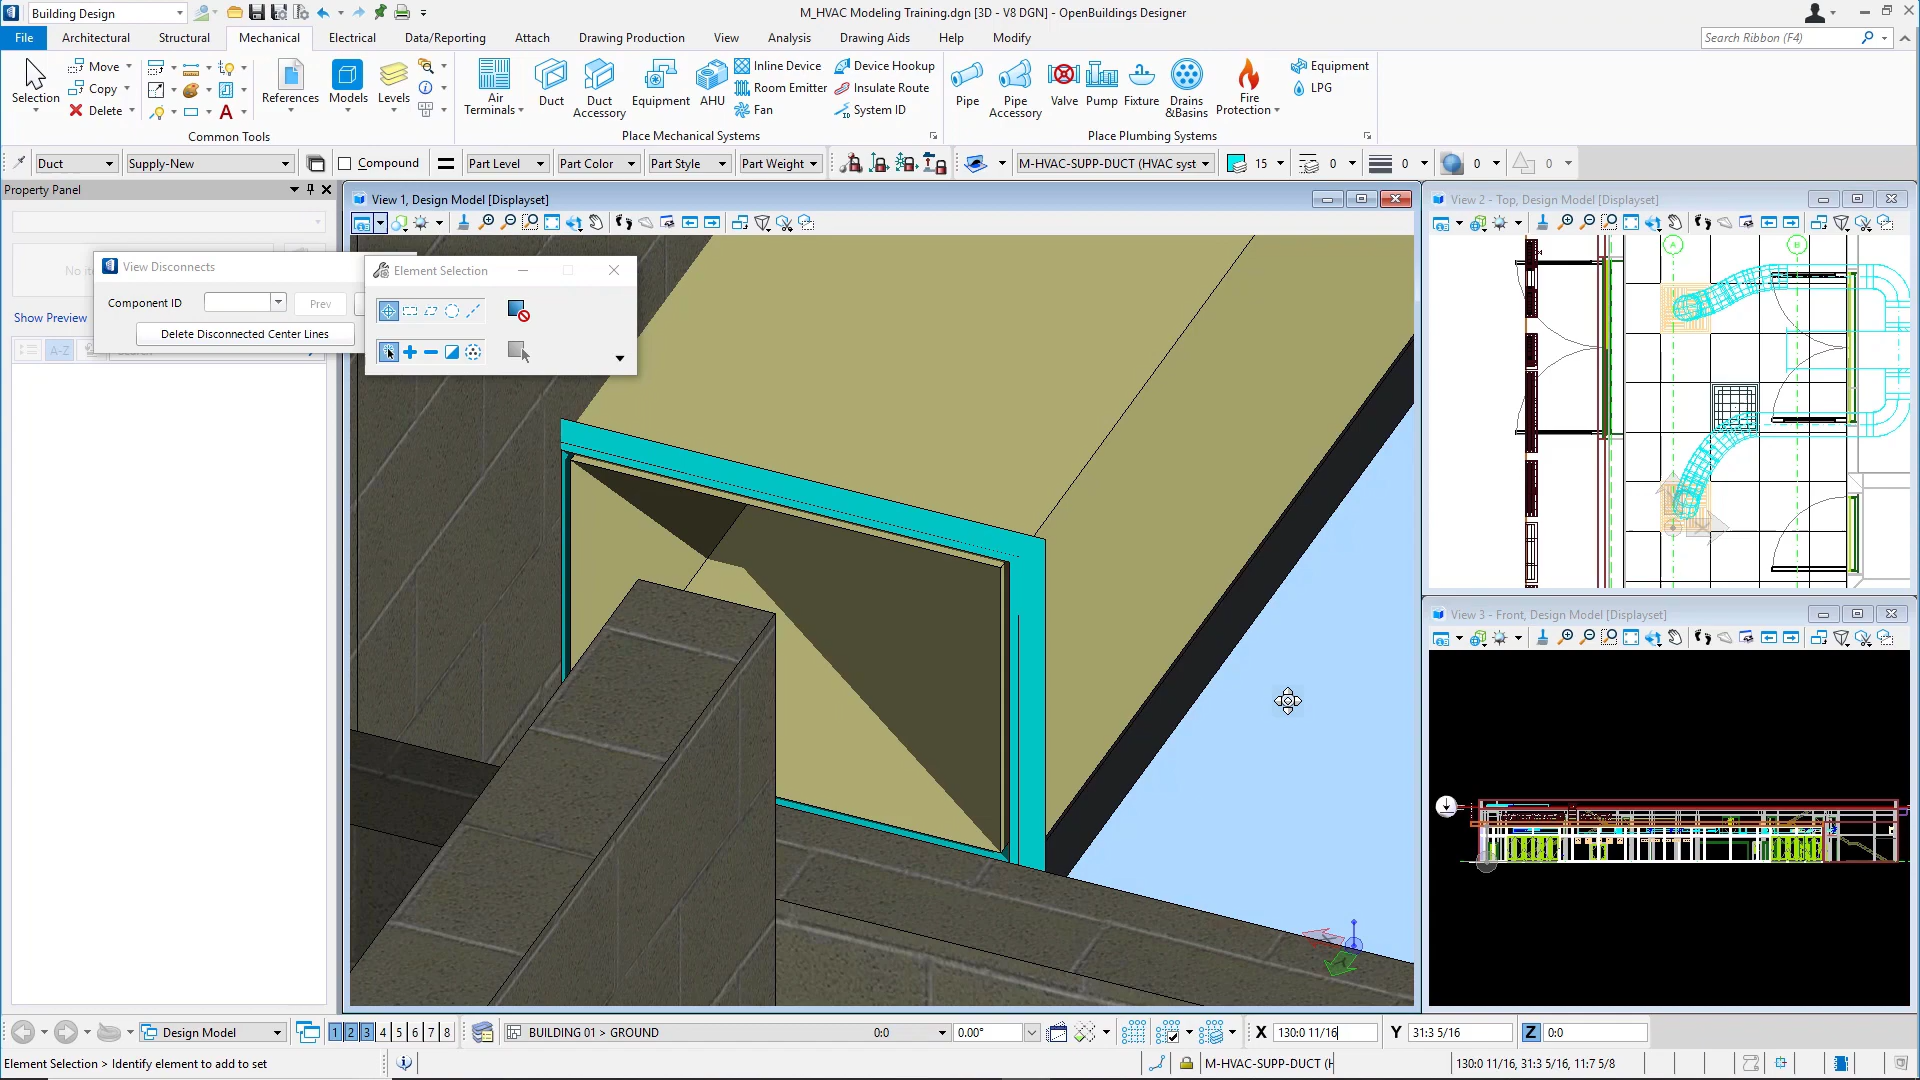 Building Design
M_HVAC Modeling Training.dgn [3D - V8 DGN] - OpenBuildings Designer
File
Architectural
Structural
Mechanical
Electrical
Data/Reporting
Attach
Drawing Production
View
Analysis
Drawing Aids
Help
Modify
Search Ribbon (F4)
Selection
Move
Copy
Delete
References
Models
Levels
Common Tools
Air Terminals
Duct
Duct Accessory
Equipment
AHU
Inline Device
Room Emitter
Fan
Device Hookup
Insulate Route
System ID
Place Mechanical Systems
Pipe
Pipe Accessory
Valve
Pump
Fixture
Drains &Basins
Fire Protection
Equipment
LPG
Place Plumbing Systems
Duct
Supply-New
Compound
Part Level
Part Color
Part Style
Part Weight
M-HVAC-SUPP-DUCT (HVAC syst
15
0
0
0
0
Property Panel
No it
Show Preview
A-Z
View Disconnects
Component ID
Prev
Delete Disconnected Center Lines
Element Selection
View 1, Design Model [Displayset]
View 2 - Top, Design Model [Displayset]
A
B
View 3 - Front, Design Model [Displayset]
Design Model
1 2 3 4 5 6 7 8
BUILDING 01 > GROUND
0:0
0.00°
X 130:0 11/16
Y 31:3 5/16
Z 0:0
Element Selection > Identify element to add to set
M-HVAC-SUPP-DUCT (H
130:0 11/16, 31:3 5/16, 11:7 5/8